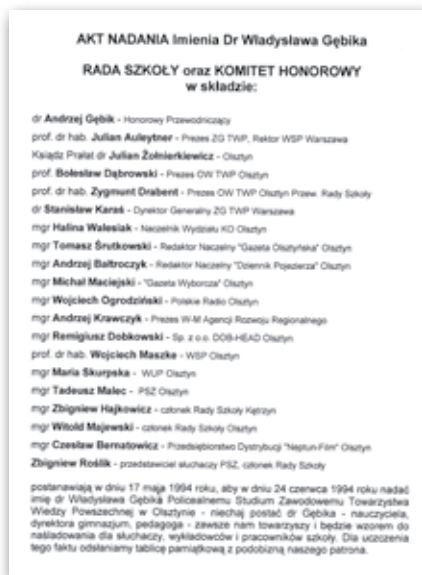 AKT NADANIA Imienia Dr Władysława Gębika
RADA SZKOŁY oraz KOMITET HONOROWY
w składzie:
dr Andrzej Gębik - Honorowy Przewodniczący
prof. dr hab. Julian Auleytner - Prezes ZG TWP, Rektor WSP Warszawa
Ksiądz Prałat dr Julian Żołnierkiewicz - Olsztyn
prof. Bolesław Dąbrowski - Prezes OW TWP Olsztyn
prof. dr hab. Zygmunt Drabent - Prezes OW TWP Olsztyn Przew. Rady Szkoły
dr Stanisław Karaś - Dyrektor Generalny ZG TWP Warszawa
mgr Halina Walesiak - Naczelnik Wydziału KO Olsztyn
mgr Tomasz Śrutkowski - Redaktor Naczelny "Gazeta Olsztyńska" Olsztyn
mgr Andrzej Bałtroczyk - Redaktor Naczelny "Dziennik Pojezierza" Olsztyn
mgr Michał Maciejski - "Gazeta Wyborcza" Olsztyn
mgr Wojciech Ogrodziński - Polskie Radio Olsztyn
mgr Andrzej Krawczyk - Prezes W-M Agencji Rozwoju Regionalnego
mgr Remigiusz Dobkowski - Sp. z o.o. DOB-HEAD Olsztyn
prof. dr hab. Wojciech Maszke - WSP Olsztyn
mgr Maria Skurpska - WUP Olsztyn
mgr Tadeusz Malec - PSZ Olsztyn
mgr Zbigniew Hajkowicz - członek Rady Szkoły Kętrzyn
mgr Witold Majewski - członek Rady Szkoły Olsztyn
mgr Czesław Bernatowicz - Przedsiębiorstwo Dystrybucji "Neptun-Film" Olsztyn
Zbigniew Roślik - przedstawiciel słuchaczy PSZ, członek Rady Szkoły
postanawiają w dniu 17 maja 1994 roku, aby w dniu 24 czerwca 1994 roku nadać
imię dr Władysława Gębika Policealnemu Studium Zawodowemu Towarzystwa
Wiedzy Powszechnej w Olsztynie - niechaj postać dr Gębika - nauczyciela,
dyrektora gimnazjum, pedagoga - zawsze nam towarzyszy i będzie wzorem do
naśladowania dla słuchaczy, wykładowców i pracowników szkoły. Dla uczczenia
tego faktu odsłaniamy tablicę pamiątkową z podobizną naszego patrona.